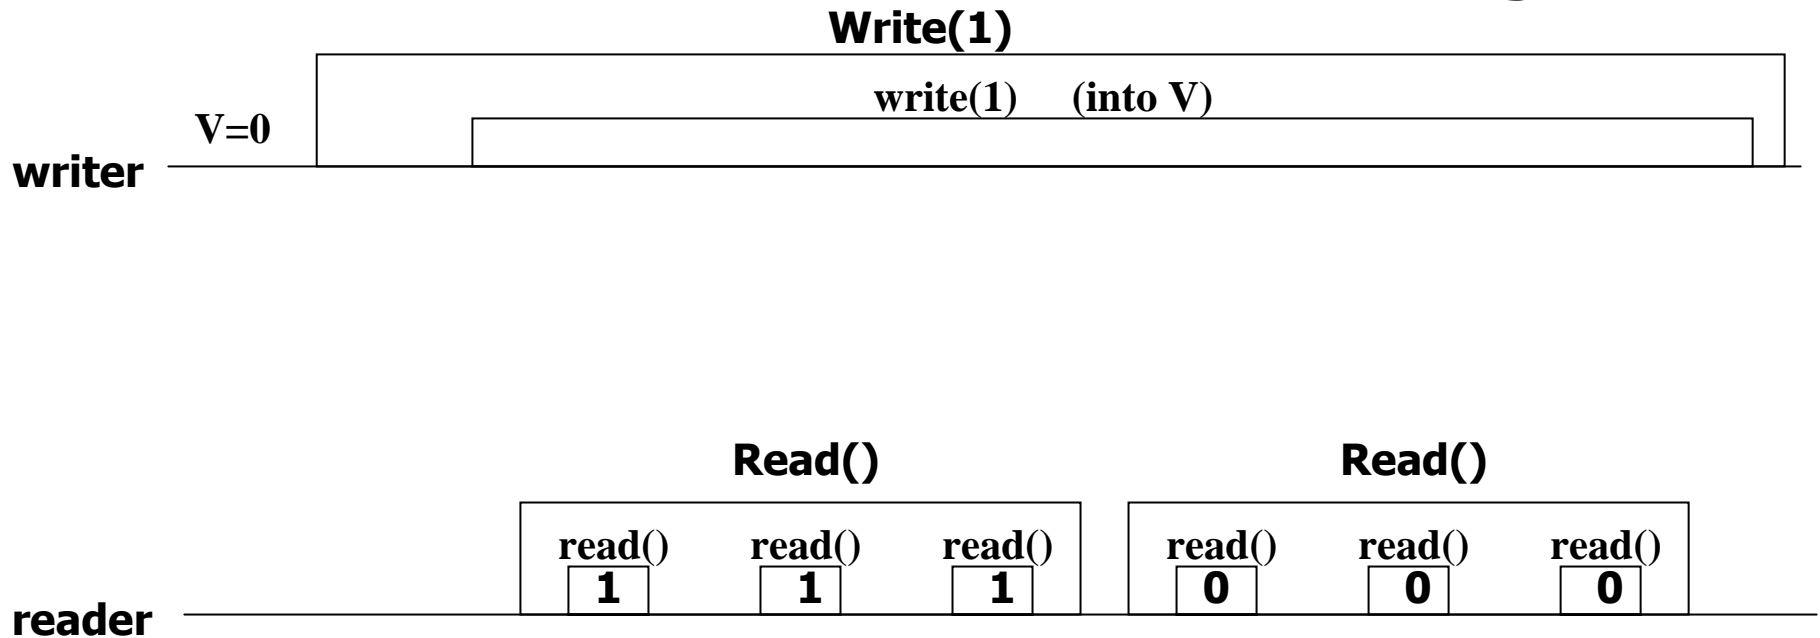 Write(1)
write(1) (into V)
V=0
writer
Read() Read()
read() read() read() read() read() read()
1 1 1 0 0 0
reader